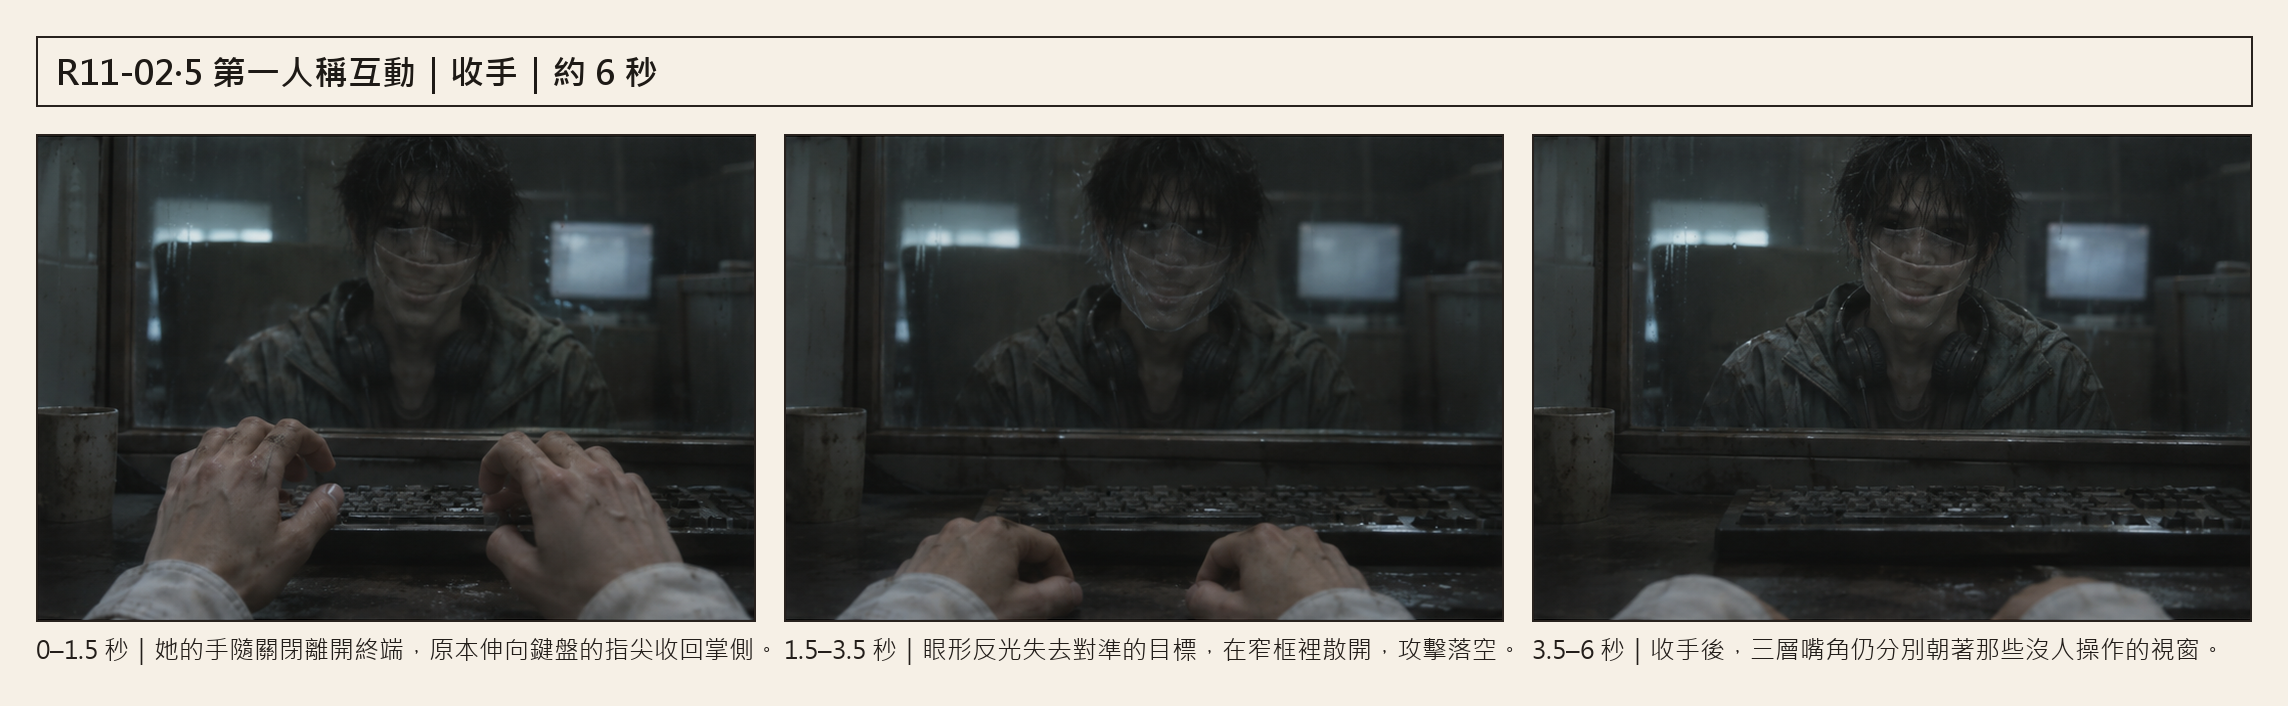 R11-02·5 第一人稱互動｜收手｜約 6 秒
0–1.5 秒｜她的手隨關閉離開終端，原本伸向鍵盤的指尖收回掌側。
1.5–3.5 秒｜眼形反光失去對準的目標，在窄框裡散開，攻擊落空。
3.5–6 秒｜收手後，三層嘴角仍分別朝著那些沒人操作的視窗。